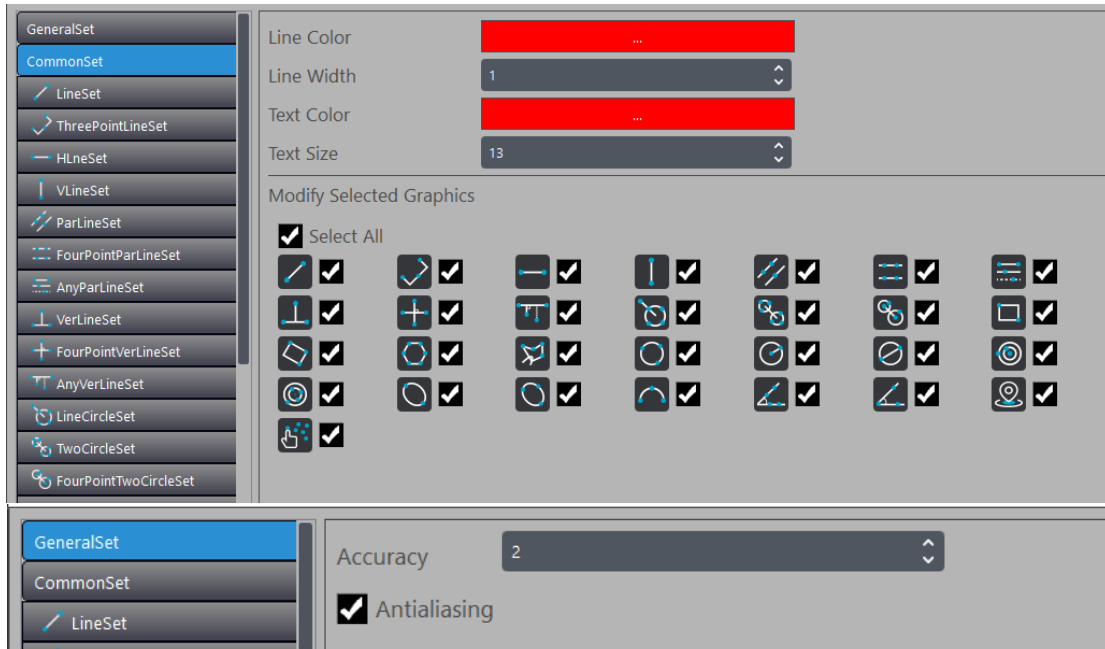 GeneralSet
CommonSet
LineSet
ThreePointLineSet
HLneSet
VLineSet
ParLineSet
FourPointParLineSet
AnyParLineSet
VerLineSet
FourPointVerLineSet
AnyVerLineSet
LineCircleSet
TwoCircleSet
FourPointTwoCircleSet
Line Color ...
Line Width 1
Text Color ...
Text Size 13
Modify Selected Graphics
Select All
GeneralSet
CommonSet
LineSet
Accuracy 2
Antialiasing